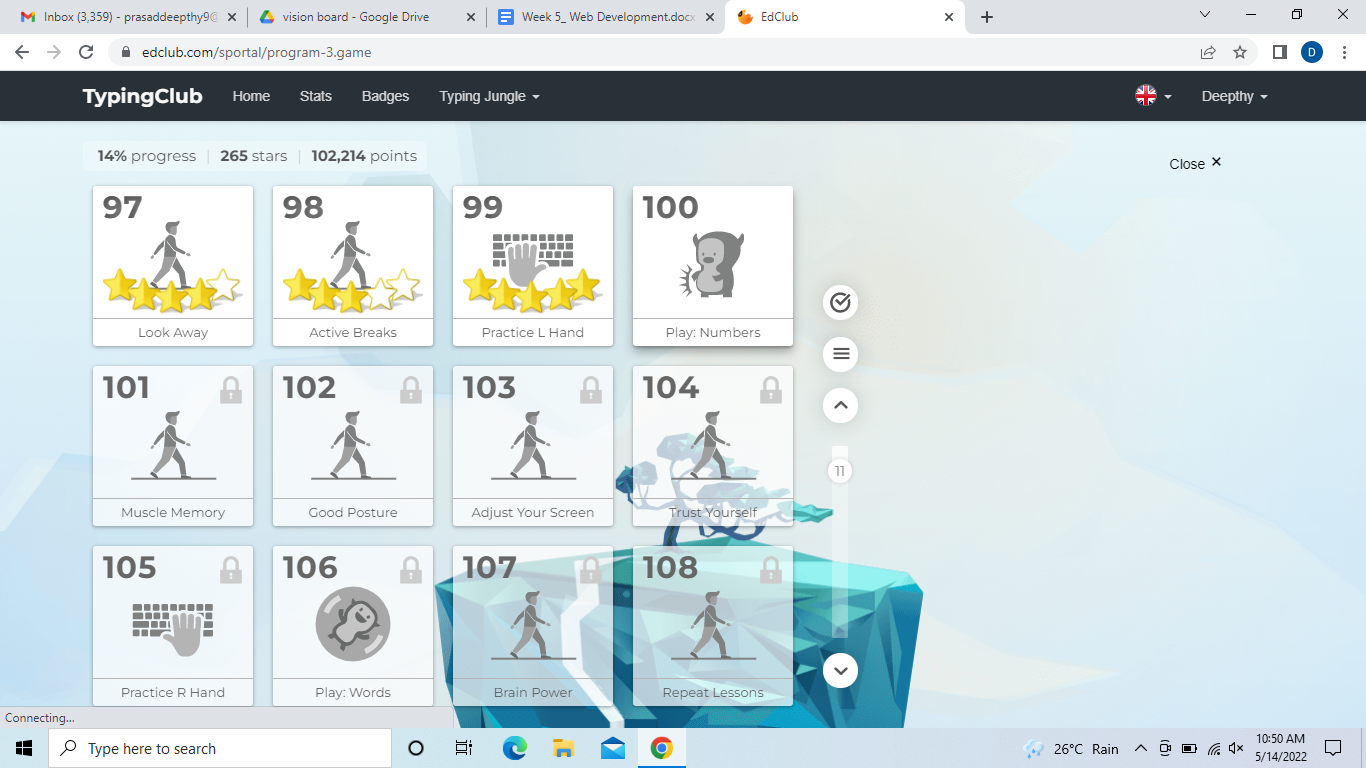 Inbox (3,359) - prasaddeepthy9@
vision board - Google Drive
Week 5_ Web Development.docx
EdClub
edclub.com/sportal/program-3.game
D
TypingClub Home Stats Badges Typing Jungle Deepthy
14% progress | 265 stars | 102,214 points
Close
97 98 99 100
Look Away Active Breaks Practice L Hand Play: Numbers
101 102 103 104
11
Muscle Memory Good Posture Adjust Your Screen Trust Yourself
105 106 107 108
Practice R Hand Play: Words Brain Power Repeat Lessons
Connecting...
Type here to search
26°C Rain
10:50 AM
5/14/2022